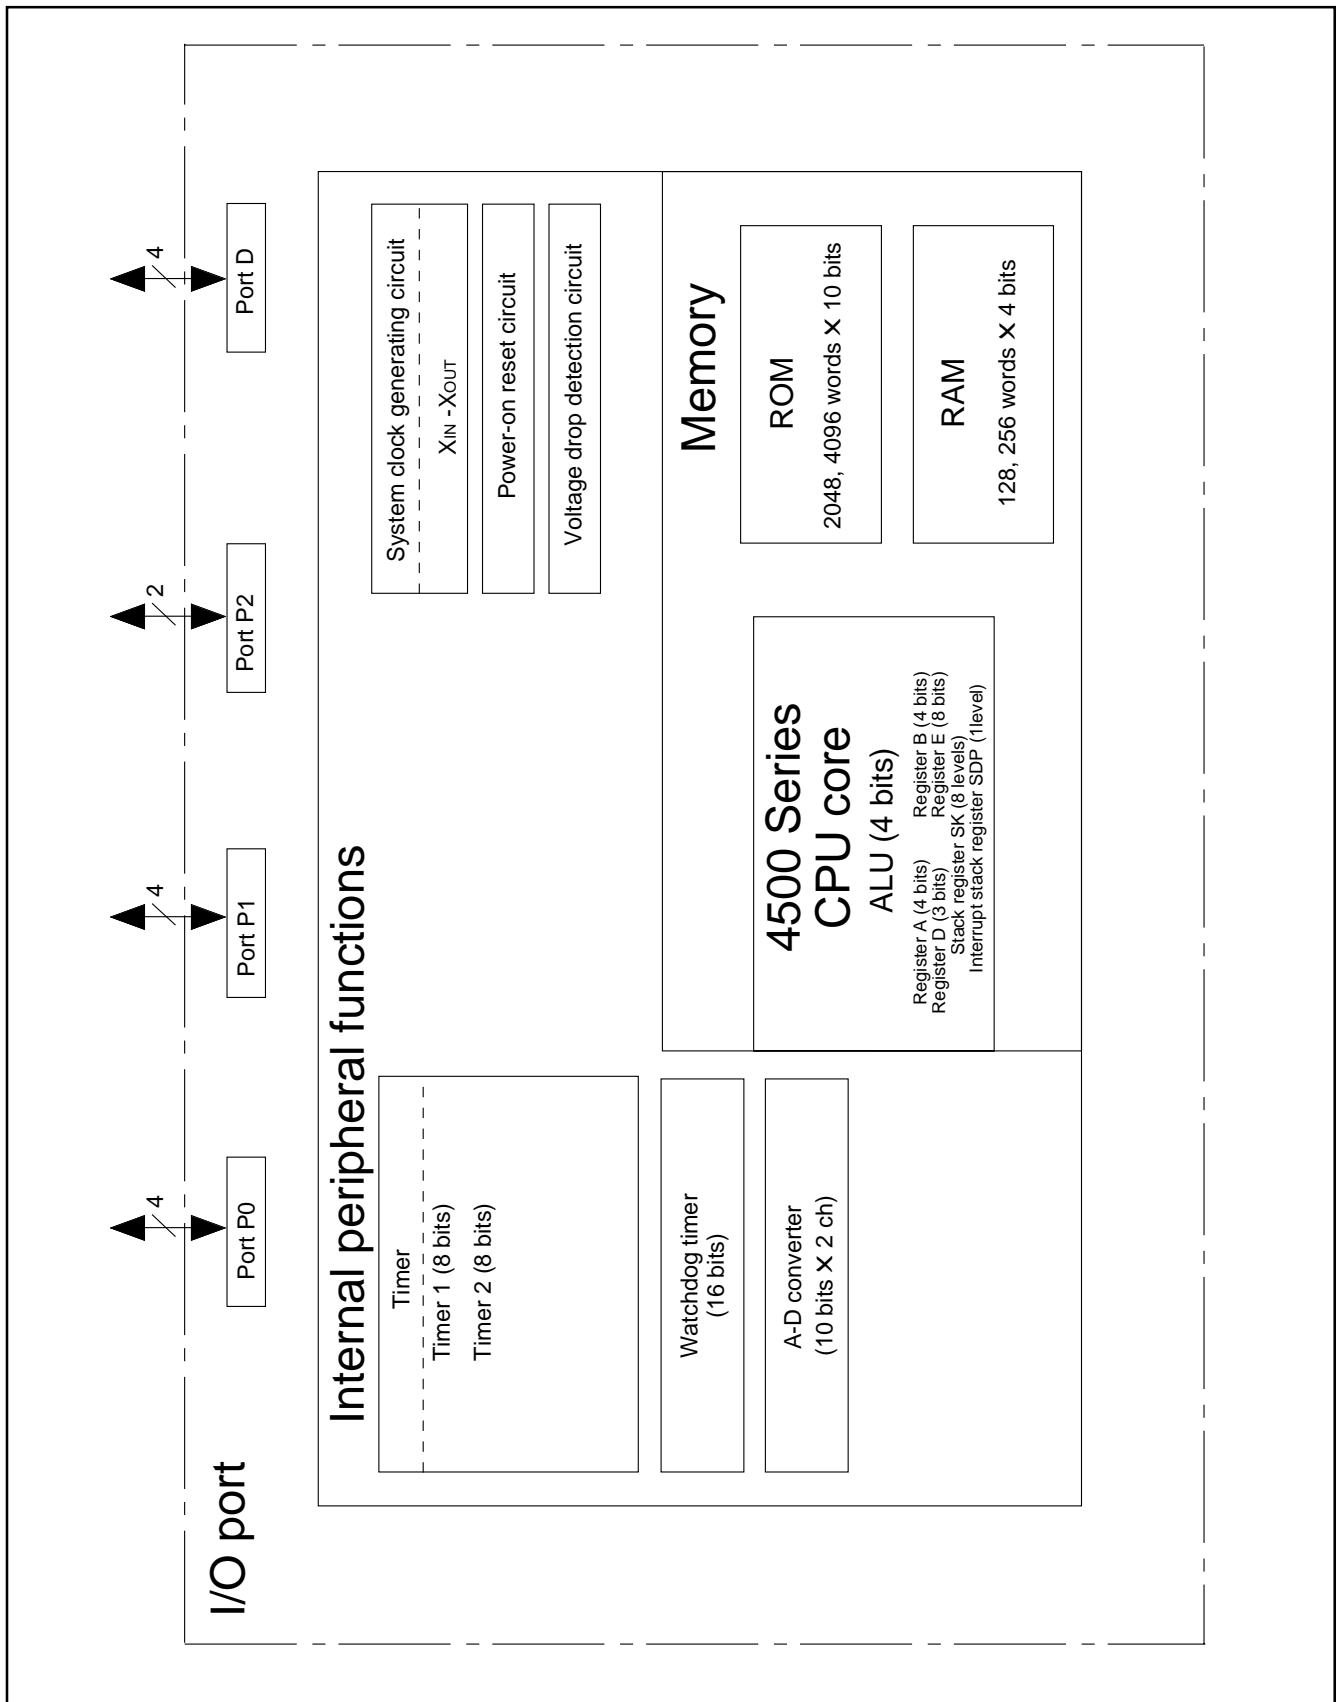 I/O port
4
4
2
4
Port P0
Port P1
Port P2
Port D
Internal peripheral functions
Timer
Timer 1 (8 bits)
Timer 2 (8 bits)
Watchdog timer
(16 bits)
A-D converter
(10 bits X 2 ch)
System clock generating circuit
XIN -XOUT
Power-on reset circuit
Voltage drop detection circuit
4500 Series
CPU core
ALU (4 bits)
Register A (4 bits) Register B (4 bits)
Register D (3 bits) Register E (8 bits)
Stack register SK (8 levels)
Interrupt stack register SDP (1level)
Memory
ROM
2048, 4096 words X 10 bits
RAM
128, 256 words X 4 bits